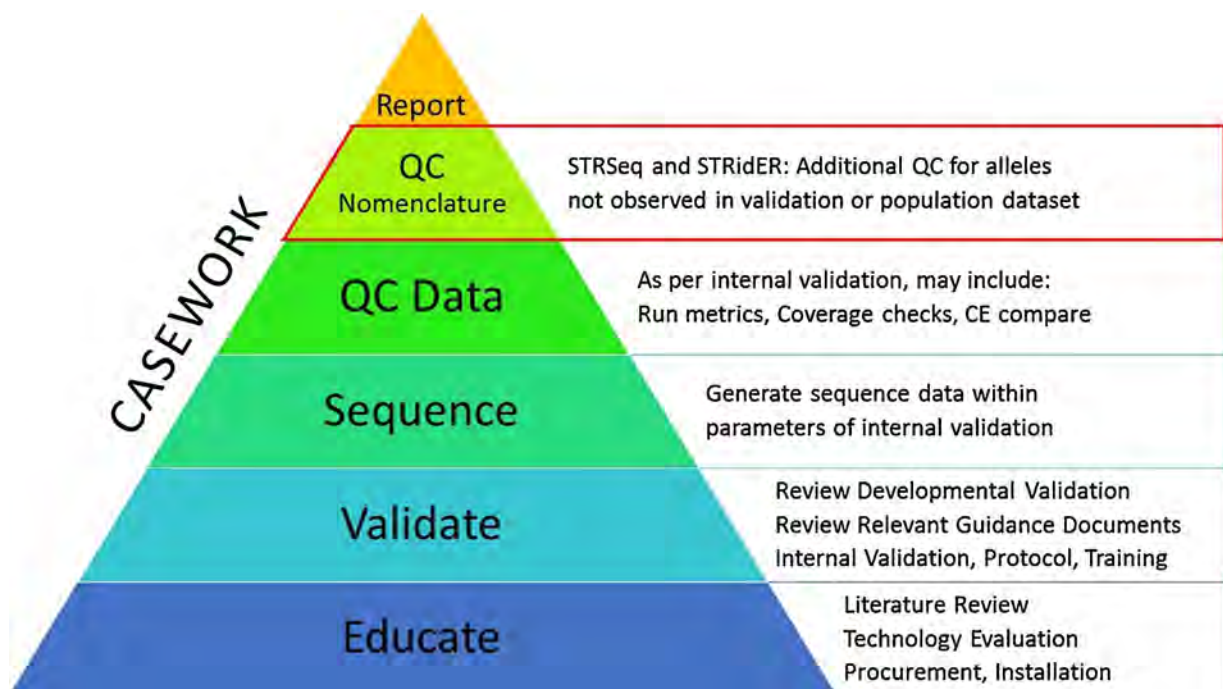 Report
QC
Nomenclature
STRSeq and STRidER: Additional QC for alleles
not observed in validation or population dataset
CASEWORK
QC Data
As per internal validation, may include:
Run metrics, Coverage checks, CE compare
Sequence
Generate sequence data within
parameters of internal validation
Validate
Review Developmental Validation
Review Relevant Guidance Documents
Internal Validation, Protocol, Training
Educate
Literature Review
Technology Evaluation
Procurement, Installation